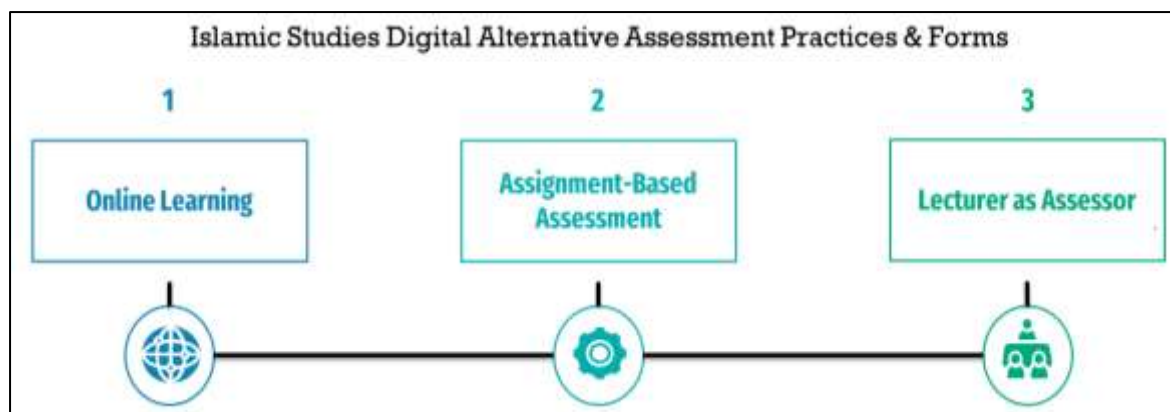 Islamic Studies Digital Alternative Assessment Practices & Forms
1
2
3
Online Learning
Assignment-Based
Assessment
Lecturer as Assessor